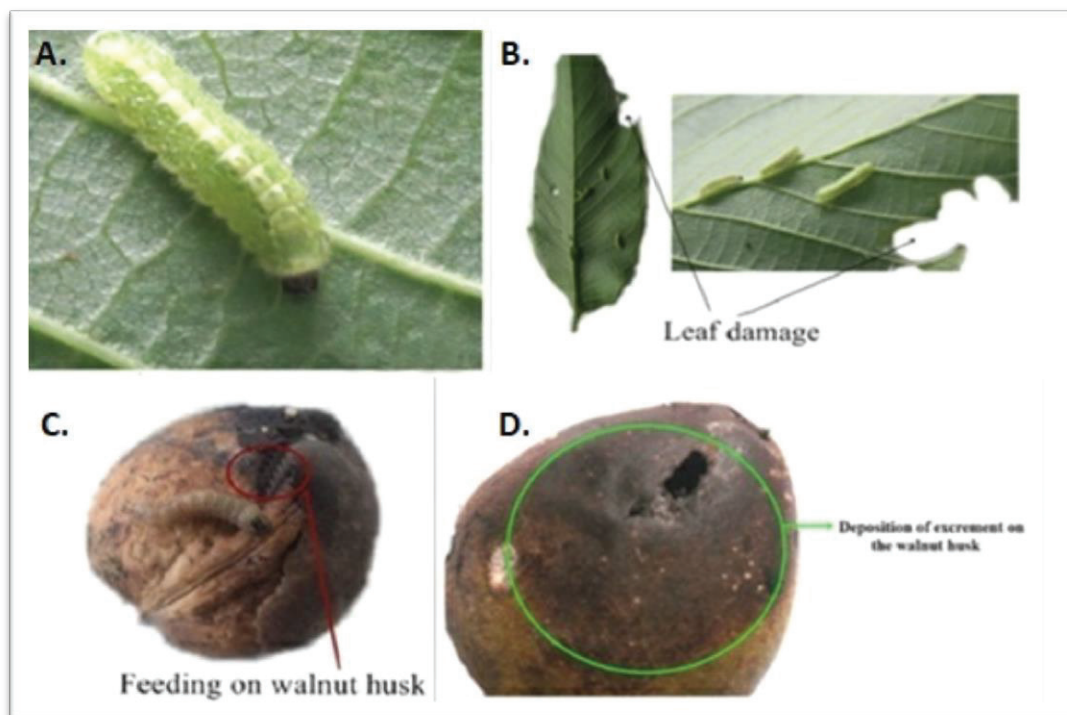 A.
B.
Leaf damage
C.
D.
Deposition of excrement on
the walnut husk
Feeding on walnut husk